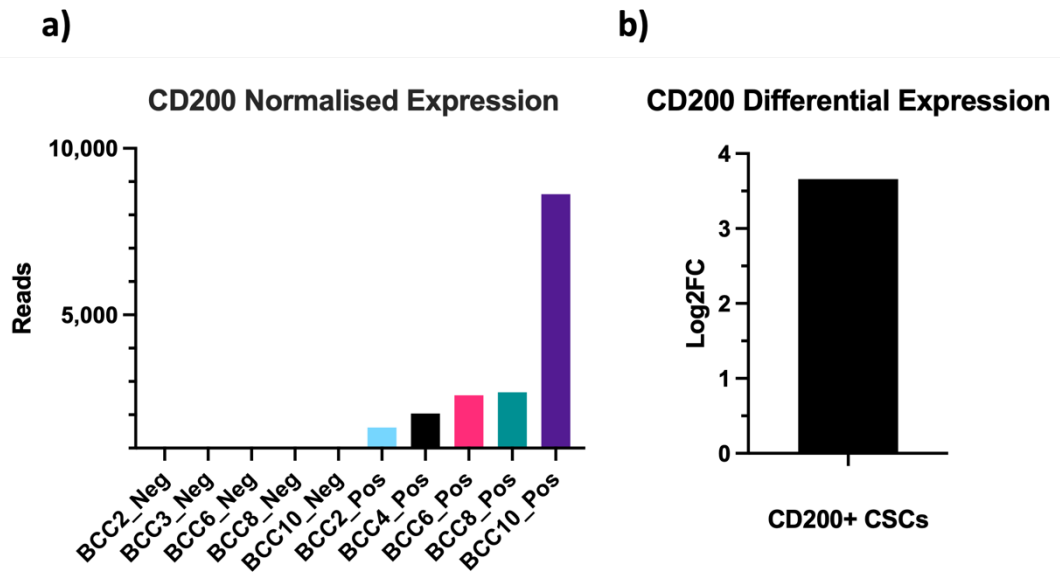 a)
CD200 Normalised Expression
10,000
5,000
Reads
BCC2_Neg
BCC3_Neg
BCC6_Neg
BCC8_Neg
BCC10_Neg
BCC2_Pos
BCC4_Pos
BCC6_Pos
BCC8_Pos
BCC10_Pos
b)
CD200 Differential Expression
4
3
2
1
0
Log2FC
CD200+ CSCs